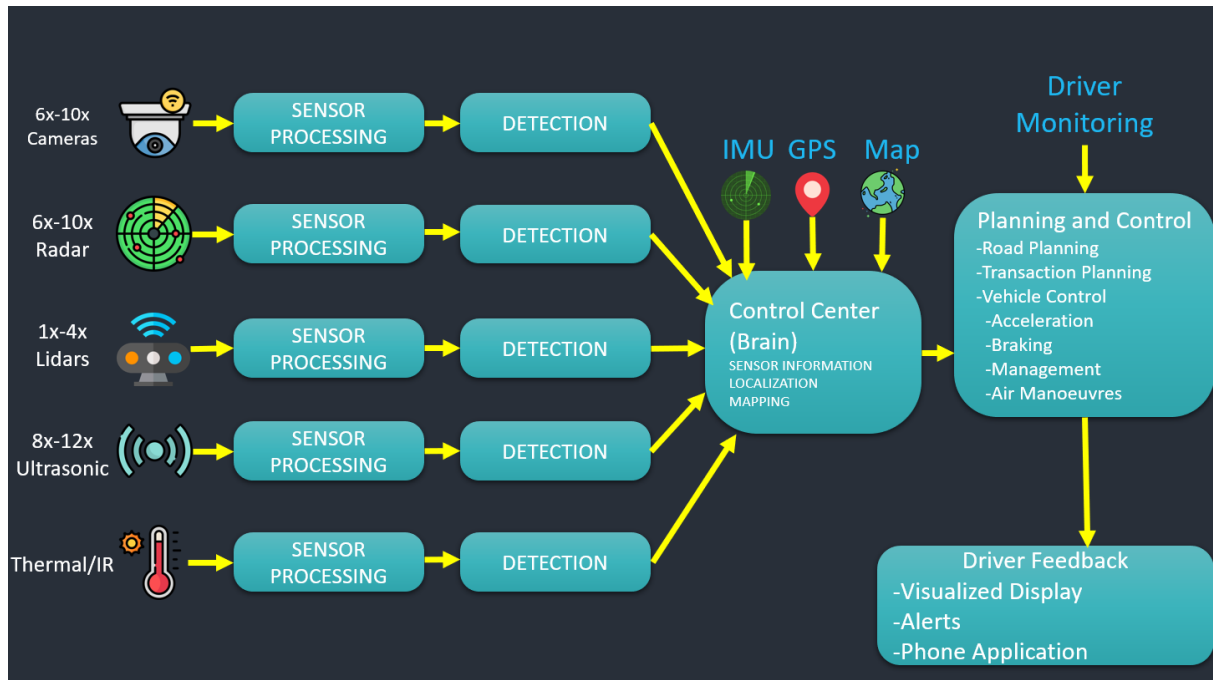 6x-10x
Cameras
SENSOR
PROCESSING
DETECTION
6x-10x
Radar
SENSOR
PROCESSING
DETECTION
1x-4x
Lidars
SENSOR
PROCESSING
DETECTION
8x-12x
Ultrasonic
SENSOR
PROCESSING
DETECTION
Thermal/IR
SENSOR
PROCESSING
DETECTION
IMU
GPS
Map
Control Center
(Brain)
SENSOR INFORMATION
LOCALIZATION
MAPPING
Driver
Monitoring
Planning and Control
-Road Planning
-Transaction Planning
-Vehicle Control
-Acceleration
-Braking
-Management
-Air Manoeuvres
Driver Feedback
-Visualized Display
-Alerts
-Phone Application